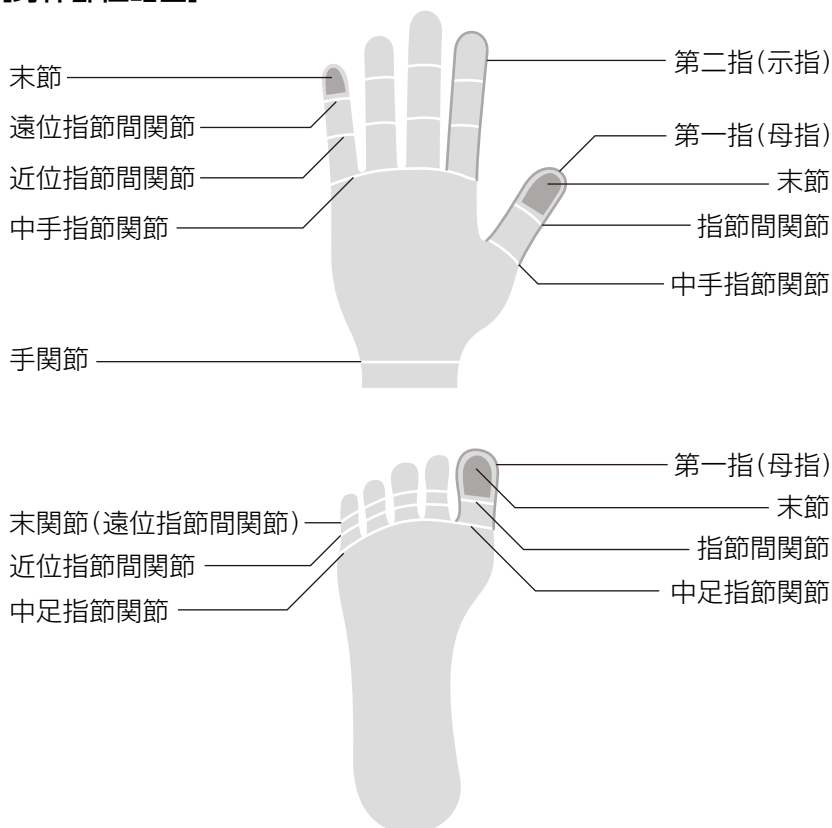 末節
遠位指節間関節
近位指節間関節
中手指節関節
手関節
第二指(示指)
第一指(母指)
末節
指節間関節
中手指節関節
末関節(遠位指節間関節)
近位指節間関節
中足指節関節
第一指(母指)
末節
指節間関節
中足指節関節